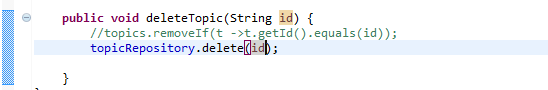 public void deleteTopic(String id) {
//topics.removeIf(t ->t.getId().equals(id));
topicRepository.delete(id);
}